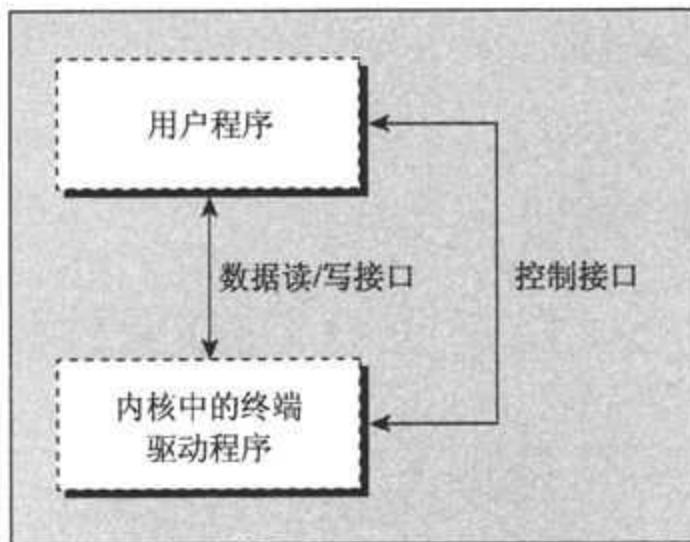 用户程序
数据读/写接口
控制接口
内核中的终端
驱动程序